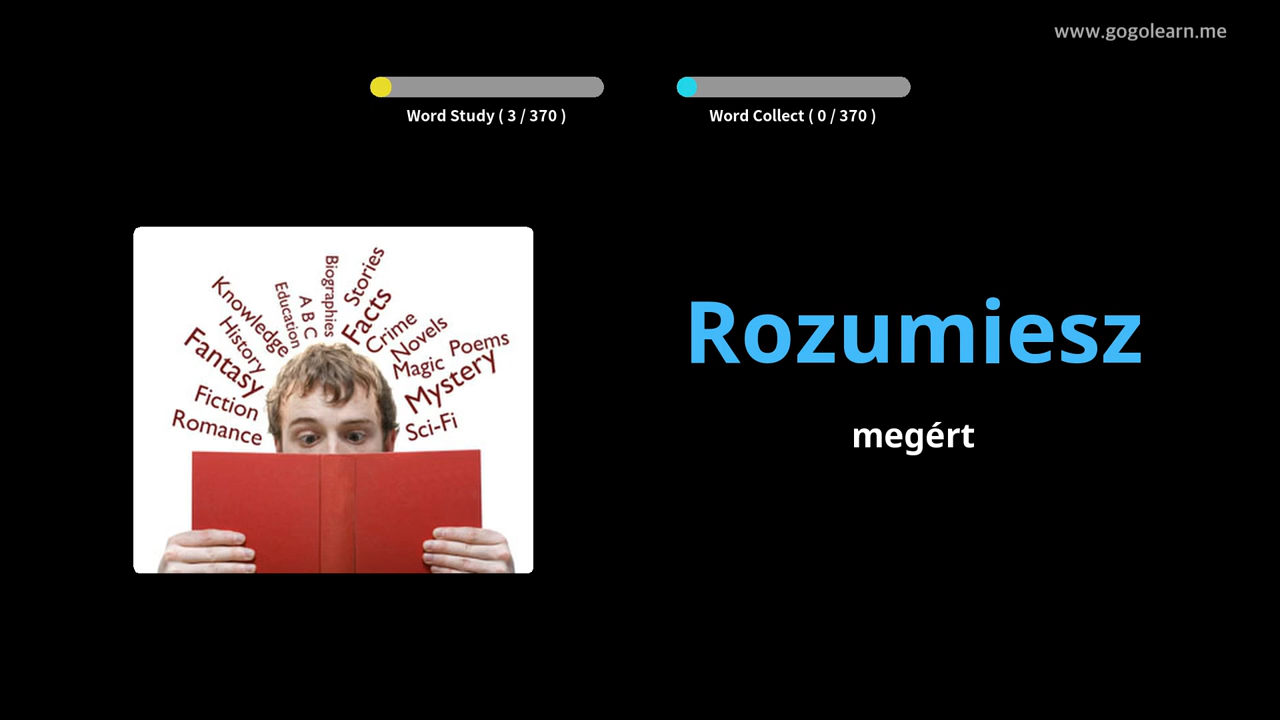 www.gogolearn.me
Word Study ( 3 / 370 )
Word Collect ( 0 / 370 )
Romance
Fiction
Fantasy
History
Knowledge
Education
A B C
Biographies
Stories
Facts
Crime
Novels
Magic
Poems
Mystery
Sci-Fi
Rozumiesz
megért